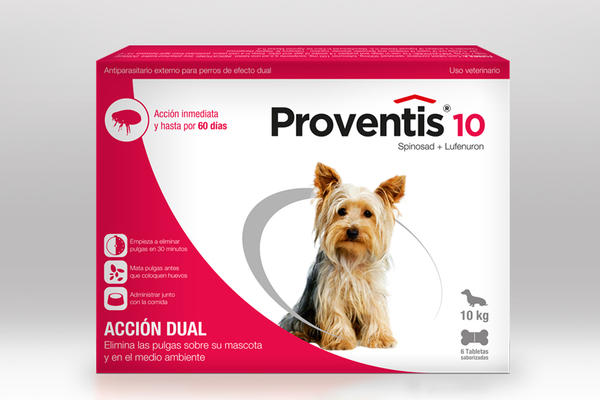 Antiparasitario externo para perros de efecto dual
Uso veterinario
Acción inmediata
y hasta por 60 días
Proventis® 10
Spinosad + Lufenuron
Empieza a eliminar
pulgas en 30 minutos
Mata pulgas antes
que coloquen huevos
Administrar junto
con la comida
ACCIÓN DUAL
Elimina las pulgas sobre su mascota
y en el medio ambiente
10 kg
6 Tabletas
saborizadas